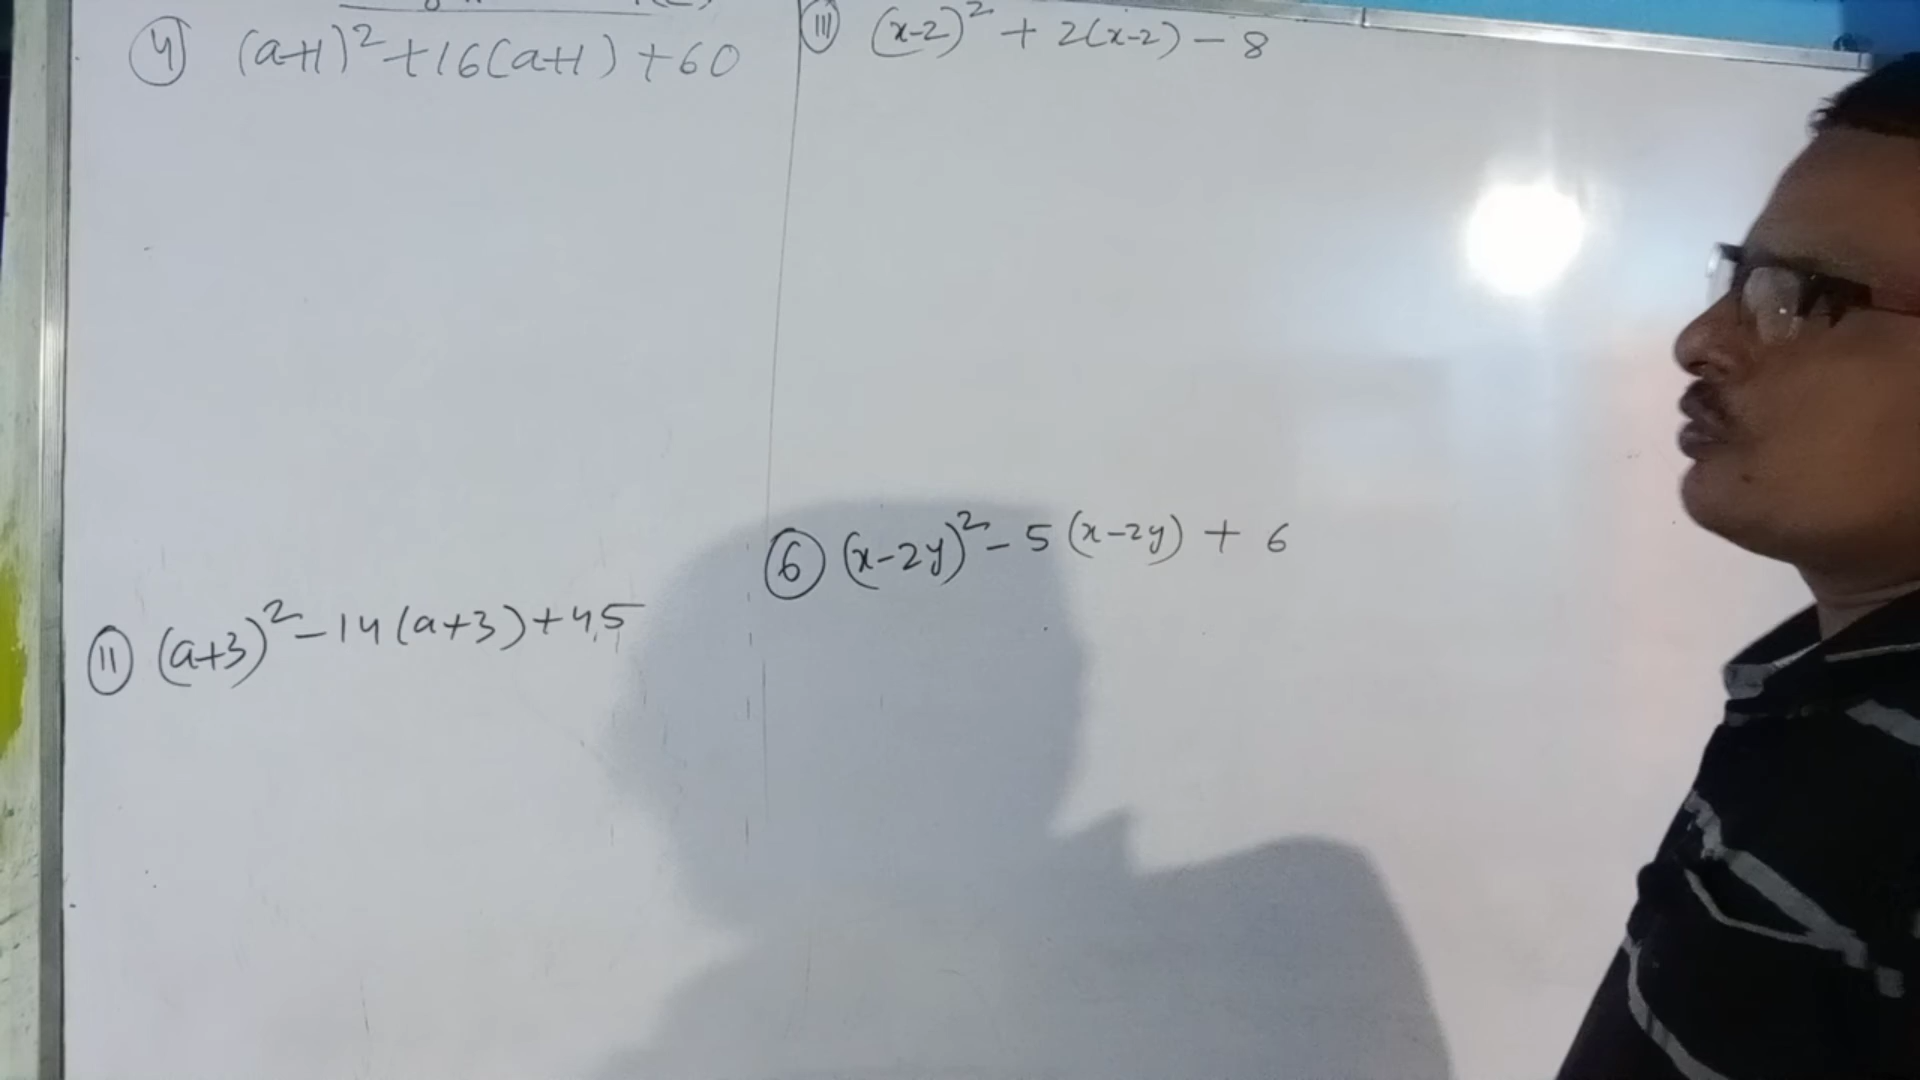 4) (a+1)² + 16(a+1) + 60
(11) (a+3)² - 14(a+3) + 45
(iii) (x-2)² + 2(x-2) - 8
(6) (x-2y)² - 5(x-2y) + 6